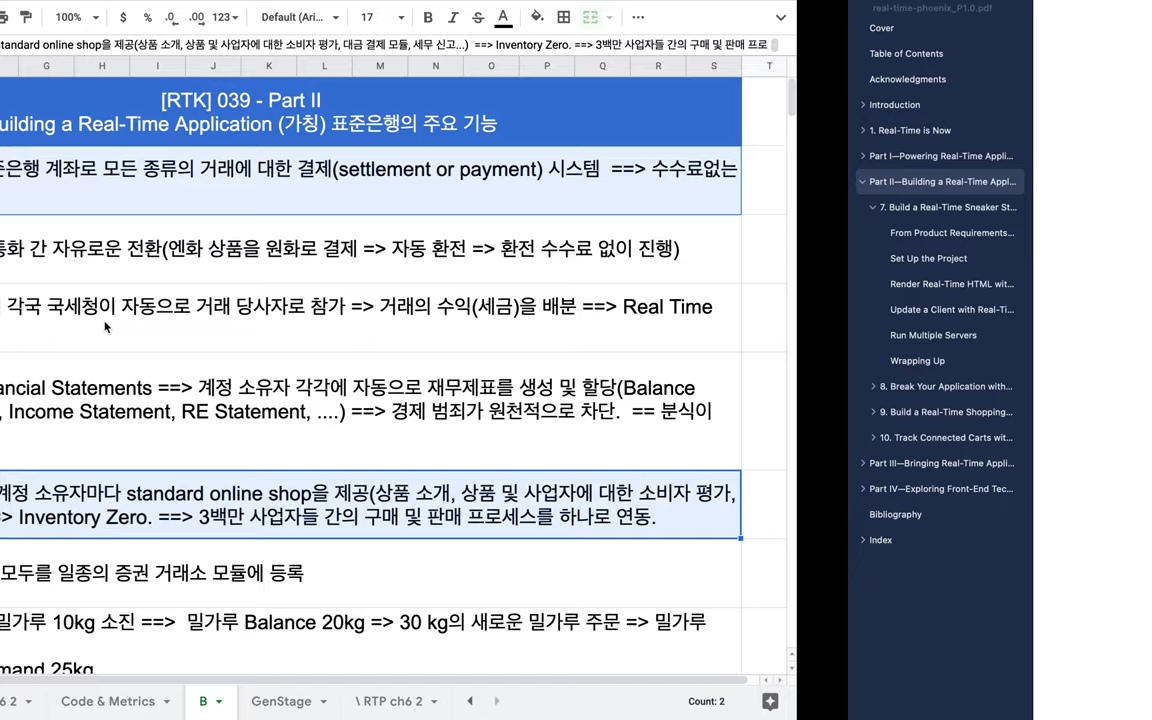 real-time-phoenix_P1.0.pdf
100% $ % .0 .00 123 Default (Ari... 17 B I S A
standard online shop을 제공(상품 소개, 상품 및 사업자에 대한 소비자 평가, 대금 결제 모듈, 세무 신고...) ==> Inventory Zero. ==> 3백만 사업자들 간의 구매 및 판매 프로
G H I J K L M N O P Q R S T
[RTK] 039 - Part II
uilding a Real-Time Application (가칭) 표준은행의 주요 기능
은행 계좌로 모든 종류의 거래에 대한 결제(settlement or payment) 시스템 ==> 수수료없는
통화 간 자유로운 전환(엔화 상품을 원화로 결제 => 자동 환전 => 환전 수수료 없이 진행)
각국 국세청이 자동으로 거래 당사자로 참가 => 거래의 수익(세금)을 배분 ==> Real Time
ancial Statements ==> 계정 소유자 각각에 자동으로 재무제표를 생성 및 할당(Balance
, Income Statement, RE Statement, ....) ==> 경제 범죄가 원천적으로 차단. == 분식이
계정 소유자마다 standard online shop을 제공(상품 소개, 상품 및 사업자에 대한 소비자 평가,
> Inventory Zero. ==> 3백만 사업자들 간의 구매 및 판매 프로세스를 하나로 연동.
모두를 일종의 증권 거래소 모듈에 등록
밀가루 10kg 소진 ==> 밀가루 Balance 20kg => 30 kg의 새로운 밀가루 주문 => 밀가루
mand 25kg
6 2 Code & Metrics B GenStage \ RTP ch6 2 Count: 2
Cover
Table of Contents
Acknowledgments
Introduction
1. Real-Time is Now
Part I—Powering Real-Time Appli...
Part II—Building a Real-Time Appl...
7. Build a Real-Time Sneaker St...
From Product Requirements...
Set Up the Project
Render Real-Time HTML wit...
Update a Client with Real-Ti...
Run Multiple Servers
Wrapping Up
8. Break Your Application with...
9. Build a Real-Time Shopping...
10. Track Connected Carts wit...
Part III—Bringing Real-Time Appli...
Part IV—Exploring Front-End Tec...
Bibliography
Index